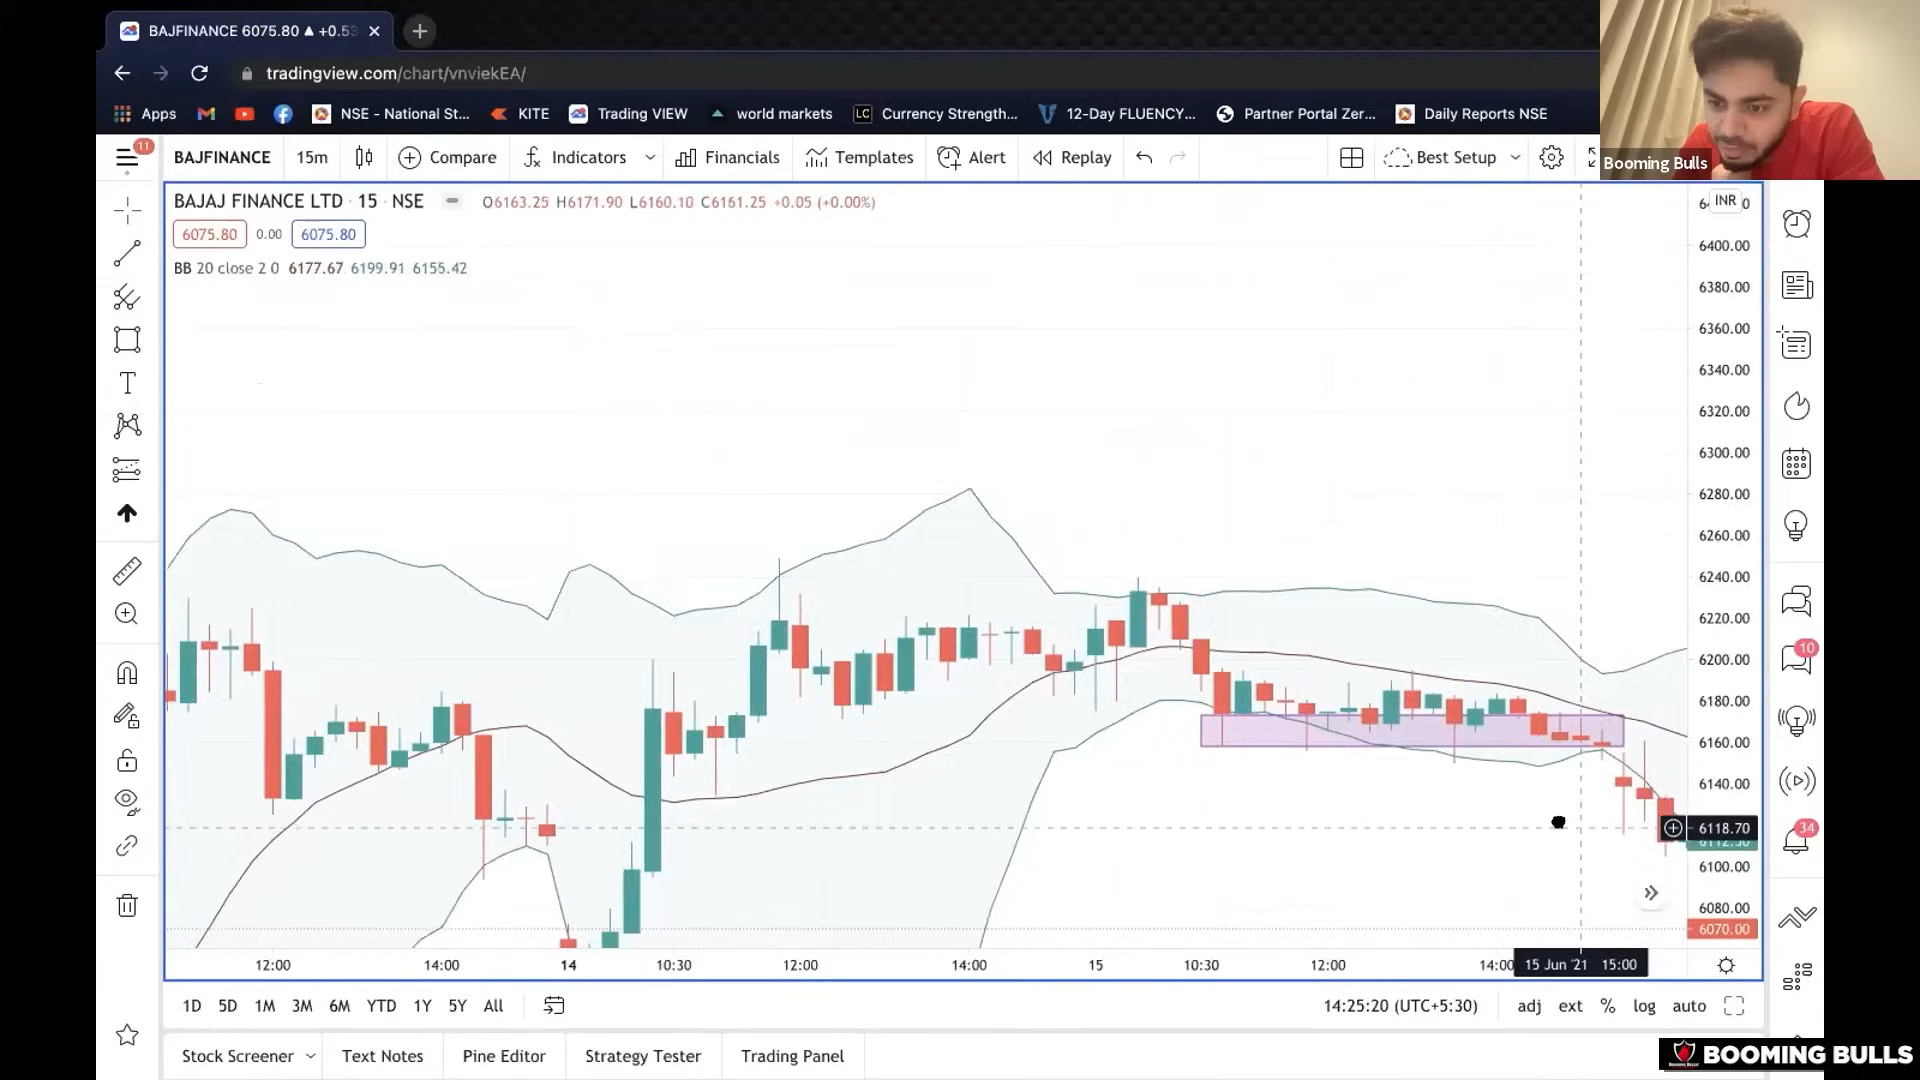 BAJFINANCE 6075.80 ▲ +0.53
tradingview.com/chart/vnviekEA/
Apps NSE - National St... KITE Trading VIEW world markets LC Currency Strength... 12-Day FLUENCY... Partner Portal Zer... Daily Reports NSE
Booming Bulls
11
BAJFINANCE 15m Compare Indicators Financials Templates Alert Replay Best Setup
BAJAJ FINANCE LTD · 15 · NSE O6163.25 H6171.90 L6160.10 C6161.25 +0.05 (+0.00%)
INR
6075.80 0.00 6075.80
BB 20 close 2 0 6177.67 6199.91 6155.42
6400.00
6380.00
6360.00
6340.00
6320.00
6300.00
6280.00
6260.00
6240.00
6220.00
6200.00
6180.00
6160.00
6140.00
6118.70
6100.00
6080.00
6070.00
10
34
12:00 14:00 14 10:30 12:00 14:00 15 10:30 12:00 14:00 15 Jun '21 15:00
1D 5D 1M 3M 6M YTD 1Y 5Y All 14:25:20 (UTC+5:30) adj ext % log auto
Stock Screener Text Notes Pine Editor Strategy Tester Trading Panel
BOOMING BULLS